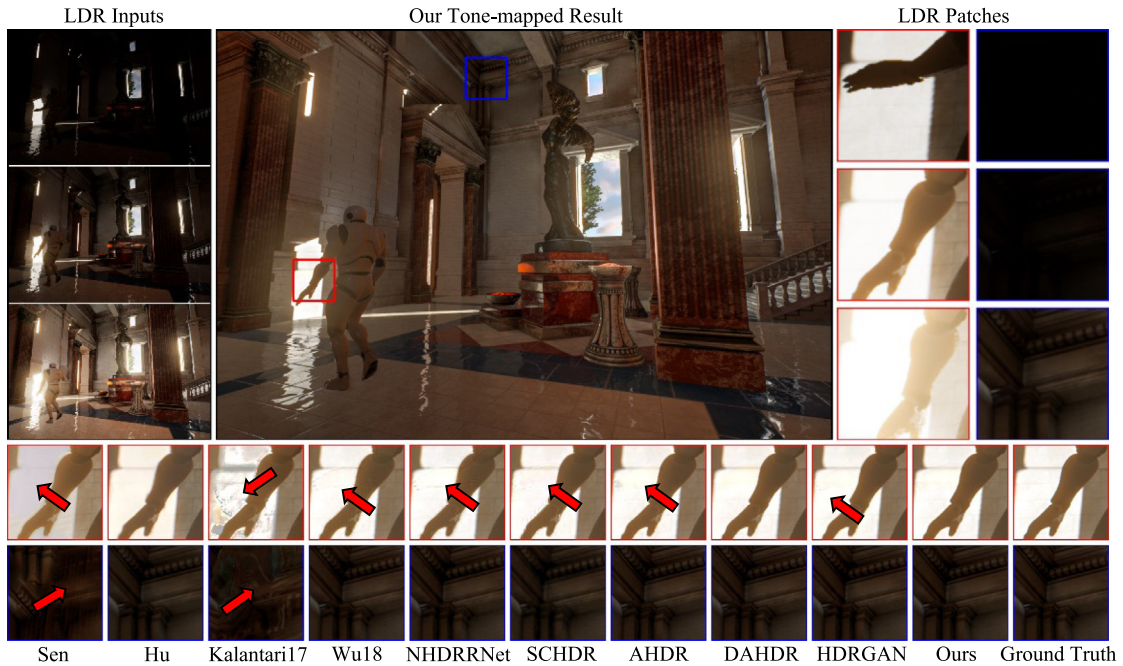 LDR Inputs
Our Tone-mapped Result
LDR Patches
Sen
Hu
Kalantari17
Wu18
NHDRRNet
SCHDR
AHDR
DAHDR
HDRGAN
Ours
Ground Truth